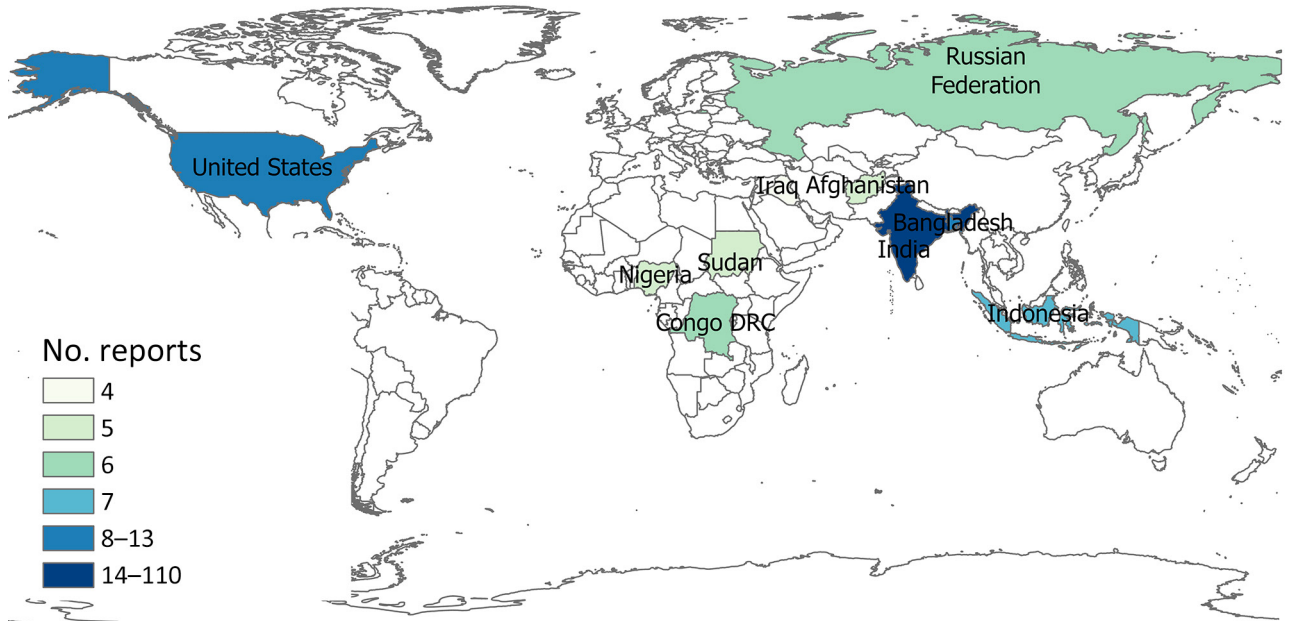 Russian
Federation
United States
Iraq Afghanistan
Bangladesh
India
Sudan
Nigeria
Indonesia
Congo DRC
No. reports
4
5
6
7
8–13
14–110